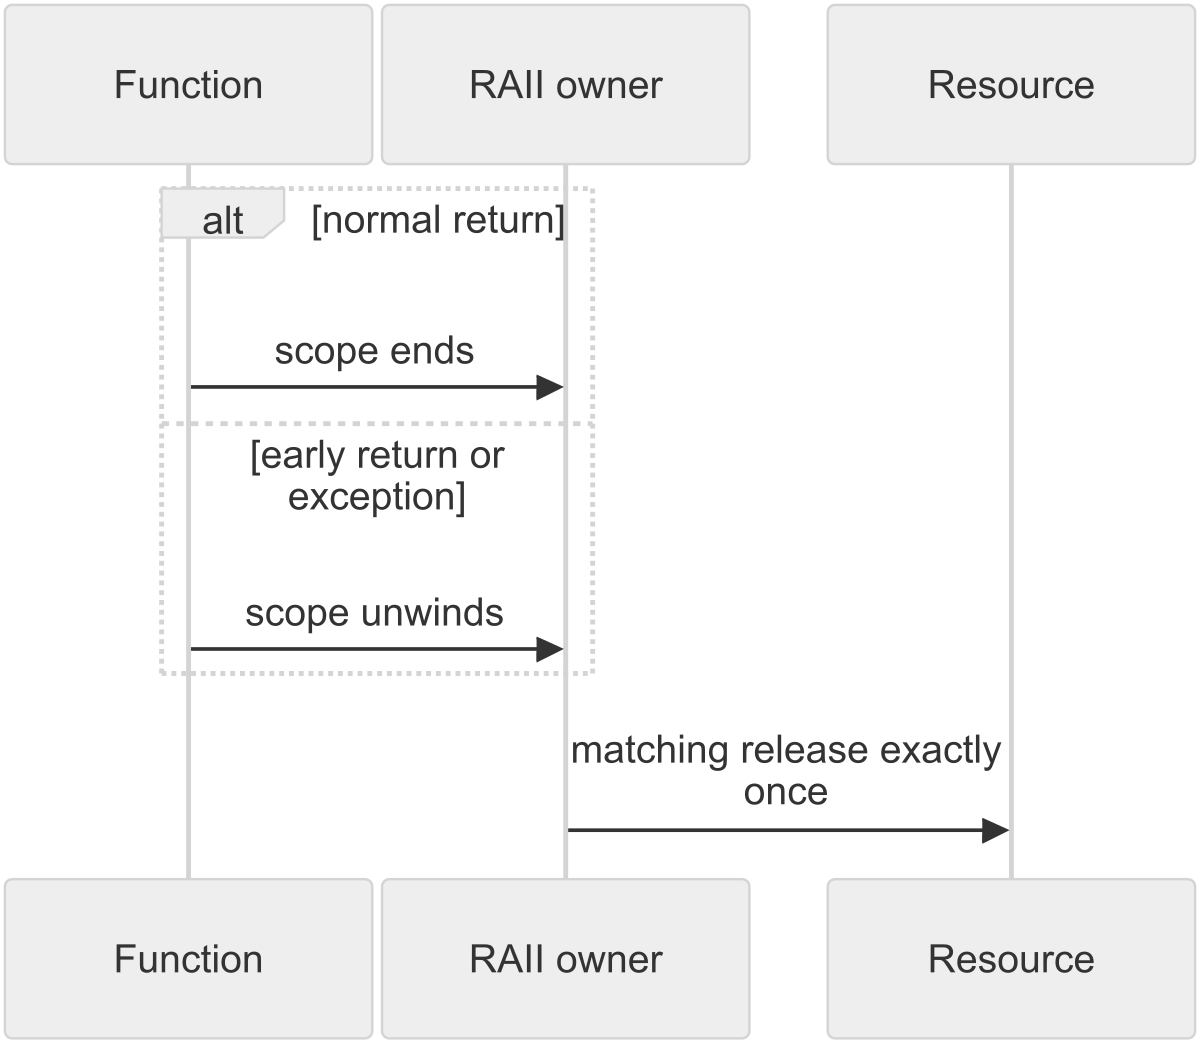 Function
RAII owner
Resource
alt
[normal return]
scope ends
[early return or
exception]
scope unwinds
matching release exactly
once
Function
RAII owner
Resource